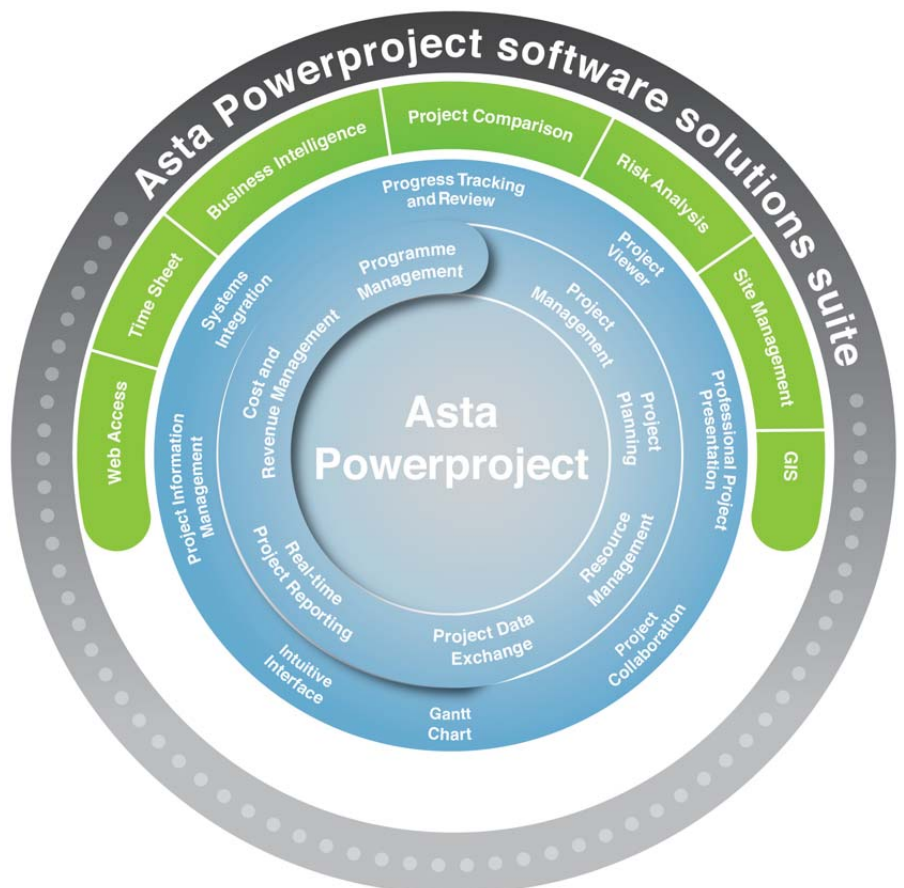 Asta Powerproject software solutions suite
Web Access
Time Sheet
Business Intelligence
Project Comparison
Risk Analysis
Site Management
GIS
Progress Tracking
and Review
Project
Viewer
Professional Project
Presentation
Project
Collaboration
Gantt
Chart
Intuitive
Interface
Project Information
Management
Systems
Integration
Programme
Management
Project
Management
Project
Planning
Resource
Management
Project Data
Exchange
Real-time
Project Reporting
Cost and
Revenue Management
Asta
Powerproject